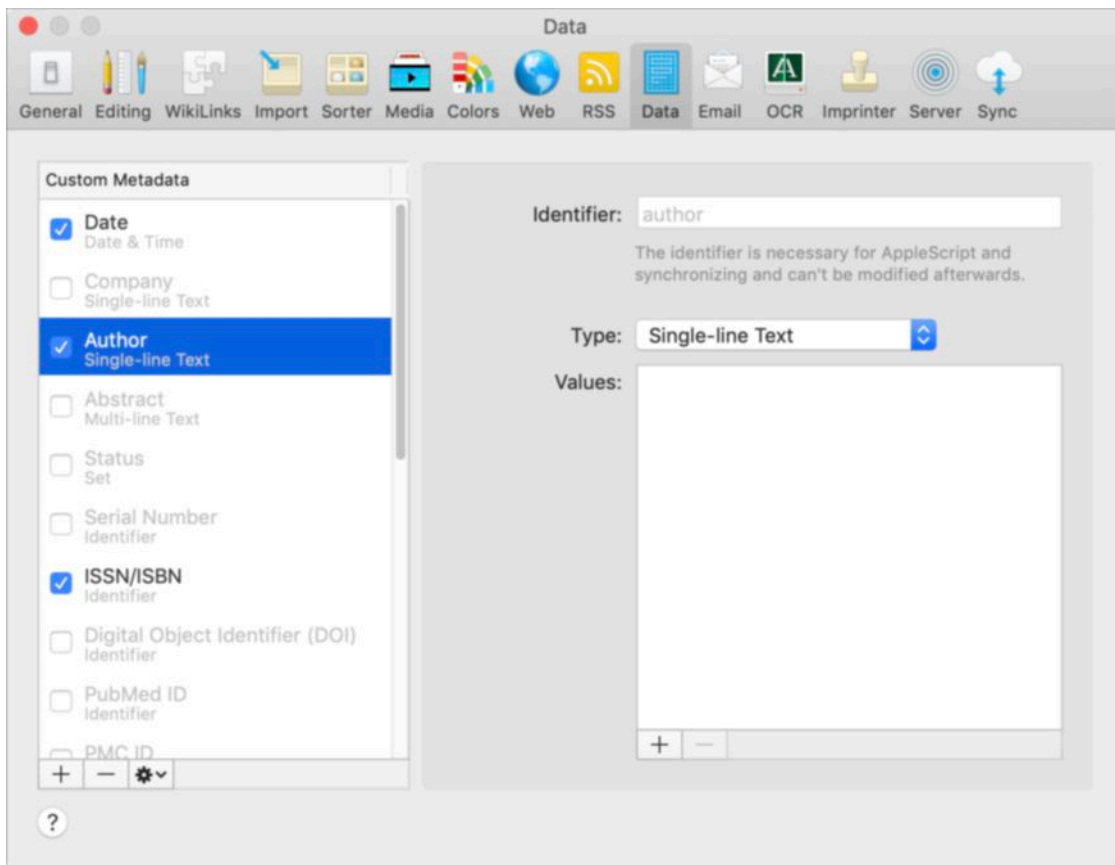 Data
General Editing WikiLinks Import Sorter Media Colors Web RSS Data Email OCR Imprinter Server Sync
Custom Metadata
Date
Date & Time
Company
Single-line Text
Author
Single-line Text
Abstract
Multi-line Text
Status
Set
Serial Number
Identifier
ISSN/ISBN
Identifier
Digital Object Identifier (DOI)
Identifier
PubMed ID
Identifier
PMC ID
Identifier: author
The identifier is necessary for AppleScript and
synchronizing and can't be modified afterwards.
Type: Single-line Text
Values:
?